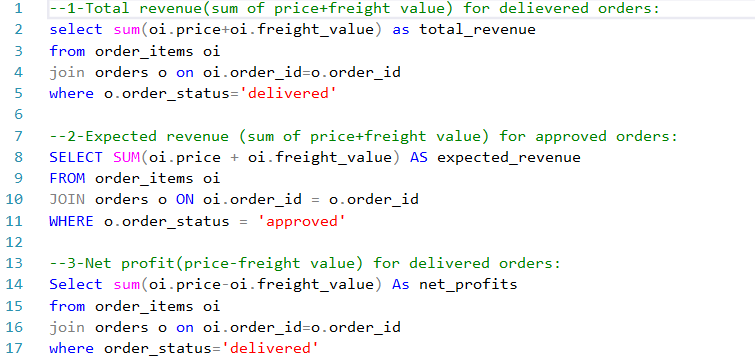 1 --1-Total revenue(sum of price+freight value) for delievered orders:
2 select sum(oi.price+oi.freight_value) as total_revenue
3 from order_items oi
4 join orders o on oi.order_id=o.order_id
5 where o.order_status='delivered'
6
7 --2-Expected revenue (sum of price+freight value) for approved orders:
8 SELECT SUM(oi.price + oi.freight_value) AS expected_revenue
9 FROM order_items oi
10 JOIN orders o ON oi.order_id = o.order_id
11 WHERE o.order_status = 'approved'
12
13 --3-Net profit(price-freight value) for delivered orders:
14 Select sum(oi.price-oi.freight_value) As net_profits
15 from order_items oi
16 join orders o on oi.order_id=o.order_id
17 where order_status='delivered'